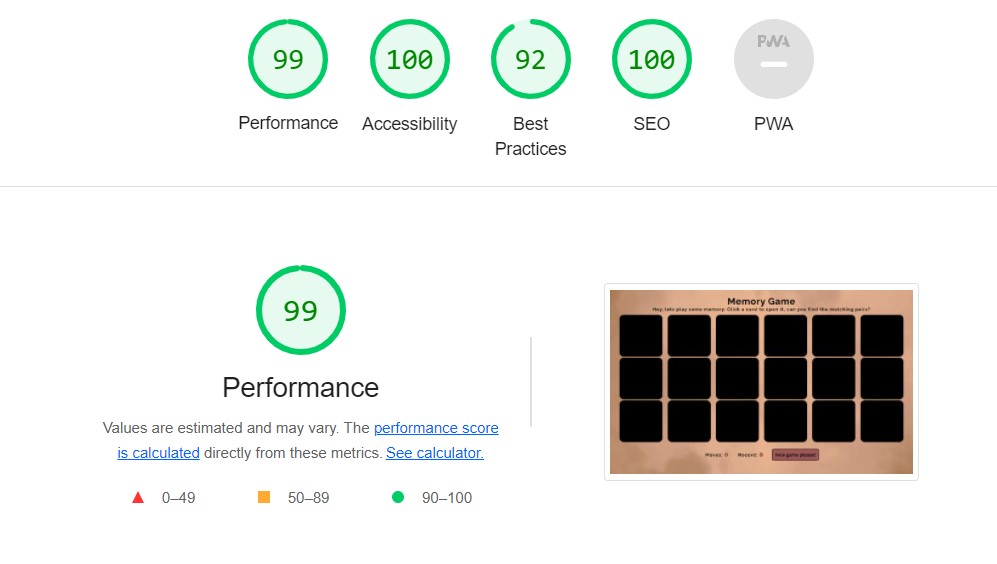 99
100
92
100
PWA
Performance
Accessibility
Best
Practices
SEO
PWA
99
Performance
Values are estimated and may vary. The performance score
is calculated directly from these metrics. See calculator.
0–49
50–89
90–100
Memory Game
Hey, lets play some memory. Click a card to open it, can you find the matching pairs?
Moves: 0
Record: 0
New game please!